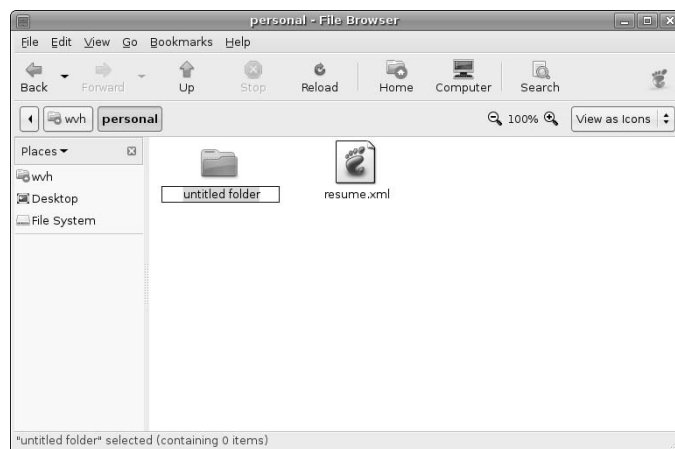 personal - File Browser
File Edit View Go Bookmarks Help
Back Forward Up Stop Reload Home Computer Search
wvh personal 100% View as Icons
Places
wvh
Desktop
File System
untitled folder resume.xml
"untitled folder" selected (containing 0 items)